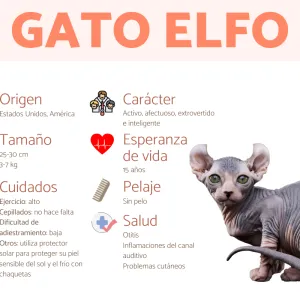 GATO ELFO
Origen
Estados Unidos, América
Tamaño
25-30 cm
3-7 kg
Cuidados
Ejercicio: alto
Cepillados: no hace falta
Dificultad de
adiestramiento: baja
Otros: utiliza protector
solar para proteger su piel
sensible del sol y el frio con
chaquetas
Carácter
Activo, afectuoso, extrovertido
e inteligente
Esperanza
de vida
15 años
Pelaje
Sin pelo
Salud
Otitis
Inflamaciones del canal
auditivo
Problemas cutáneos